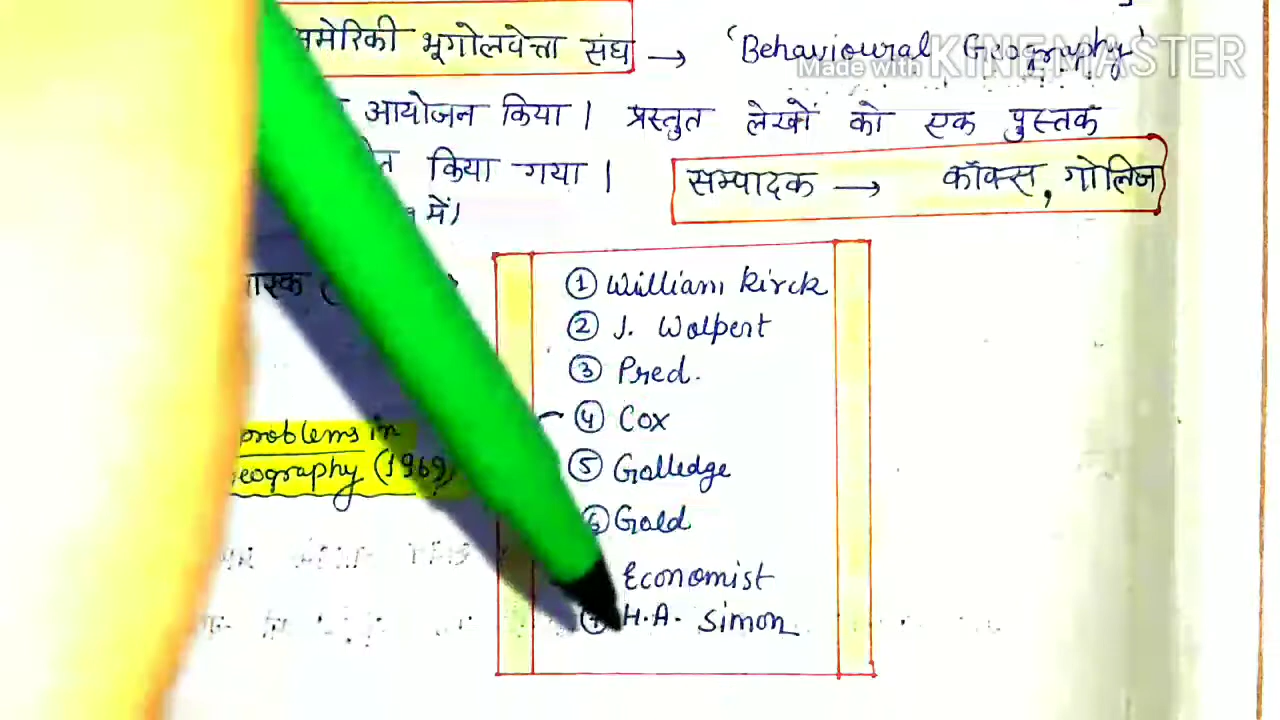 अमेरिकी भूगोलवेत्ता संघ → 'Behavioural Geography'
Made with KINEMASTER
आयोजन किया। प्रस्तुत लेखों को एक पुस्तक
किया गया। सम्पादक → कॉक्स, गोलिज
में)
① William Kirck
② J. Wolpert
③ Pred.
④ Cox
problems in
⑤ Golledge
eography (1969)
⑥ Gold
Economist
H.A. Simon